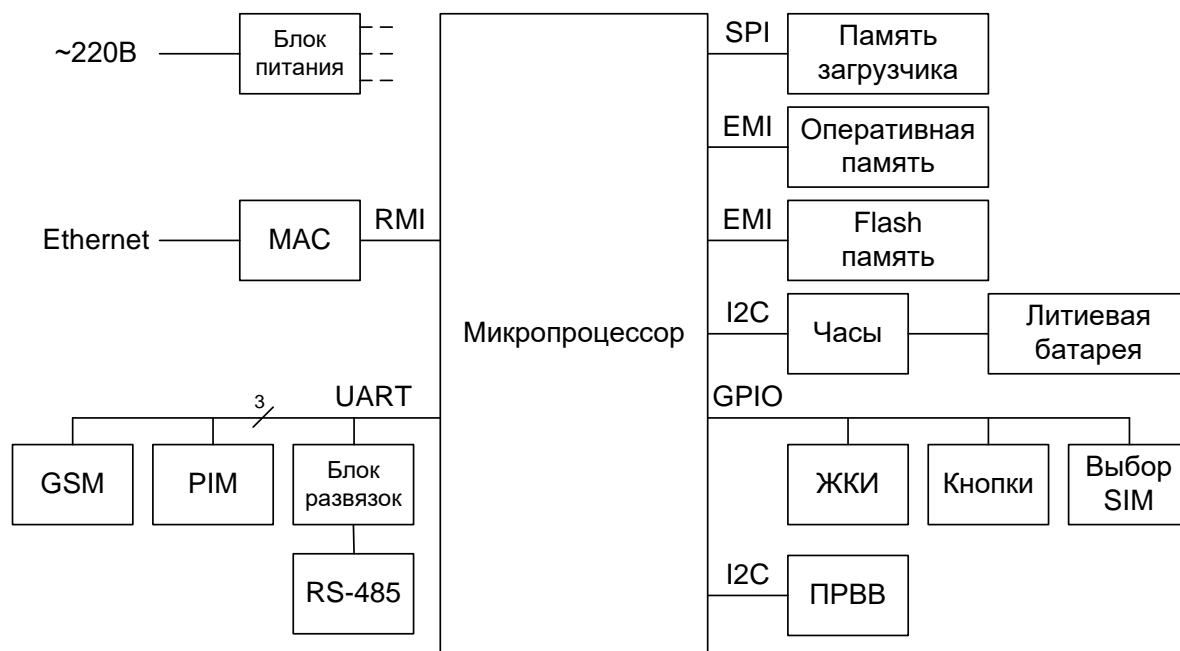 ~220В
Блок
питания
SPI
Память
загрузчика
EMI
Оперативная
память
Ethernet
MAC
RMI
EMI
Flash
память
Микропроцессор
I2C
Часы
Литиевая
батарея
3
UART
GPIO
GSM
PIM
Блок
развязок
ЖКИ
Кнопки
Выбор
SIM
RS-485
I2C
ПРВВ